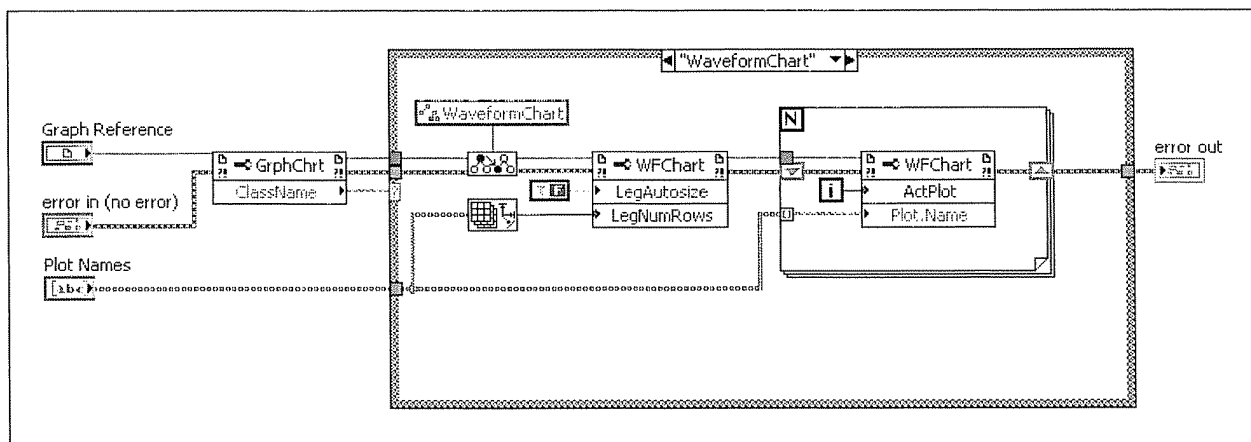 "WaveformChart"
WaveformChart
Graph Reference
GrphChrt
ClassName
error in (no error)
Plot Names
[abc]
?
T F
WFChart
LegAutosize
LegNumRows
N
i
WFChart
ActPlot
Plot.Name
error out